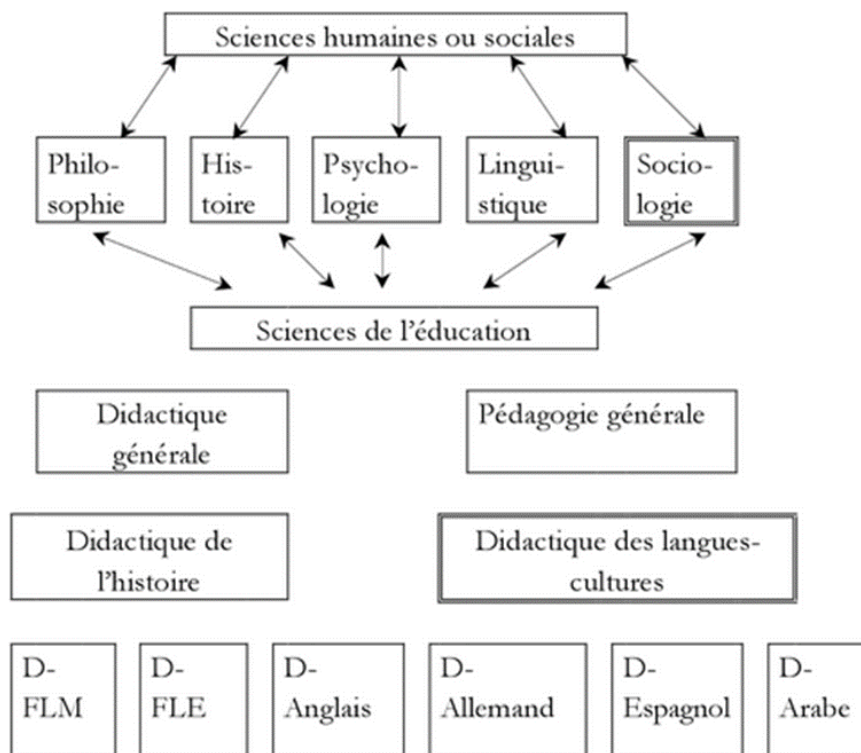 Sciences humaines ou sociales
Philo-
sophie
His-
toire
Psycho-
logie
Lingui-
stique
Socio-
logie
Sciences de l'éducation
Didactique
générale
Pédagogie générale
Didactique de
l'histoire
Didactique des langues-
cultures
D-
FLM
D-
FLE
D-
Anglais
D-
Allemand
D-
Espagnol
D-
Arabe